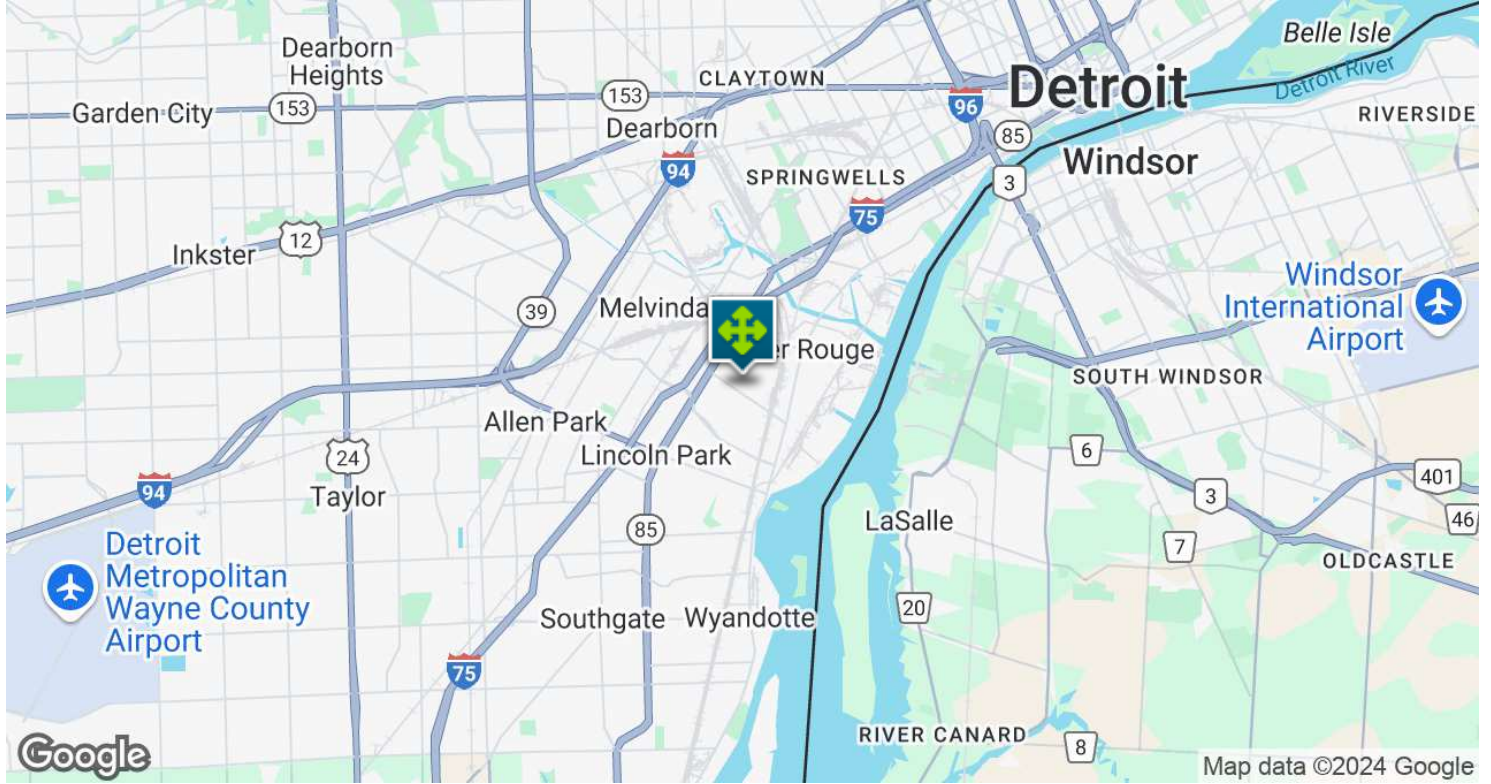 Belle Isle
Detroit River
Dearborn
Heights
CLAYTOWN
Detroit
153
153
96
Garden City
RIVERSIDE
Dearborn
85
94
SPRINGWELLS
Windsor
3
75
12
Inkster
Windsor
International
Airport
39
Melvinda
er Rouge
SOUTH WINDSOR
Allen Park
6
24
Lincoln Park
401
94
Taylor
3
46
LaSalle
85
7
Detroit
Metropolitan
Wayne County
Airport
OLDCASTLE
20
Southgate
Wyandotte
75
RIVER CANARD
8
Google
Map data ©2024 Google